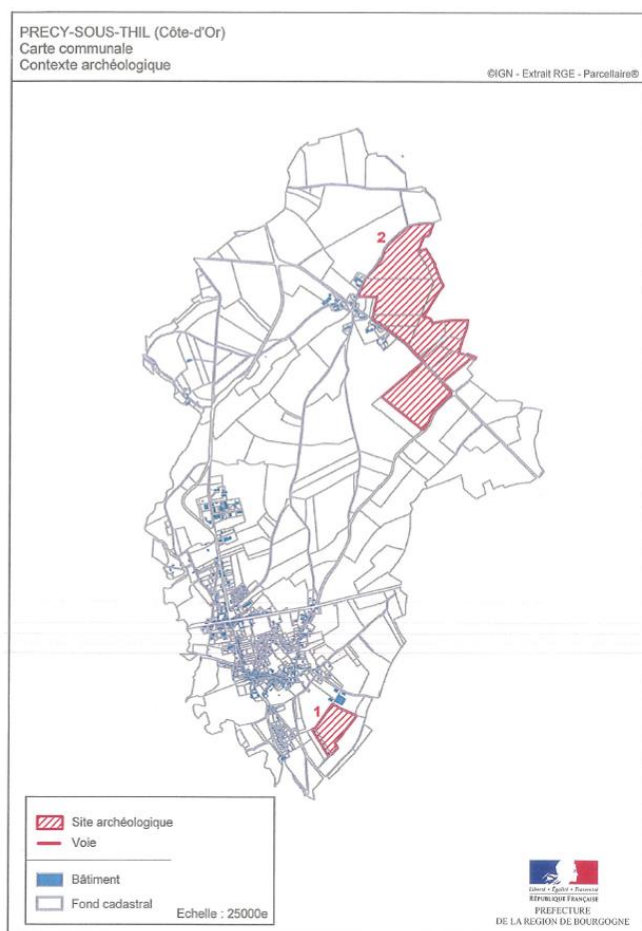 PRECY-SOUS-THIL (Côte-d'Or)
Carte communale
Contexte archéologique
©IGN - Extrait RGE - Parcellaire®
2
1
Site archéologique
Voie
Bâtiment
Fond cadastral
Echelle : 25000e
Liberté • Égalité • Fraternité
RÉPUBLIQUE FRANÇAISE
PREFECTURE
DE LA REGION DE BOURGOGNE